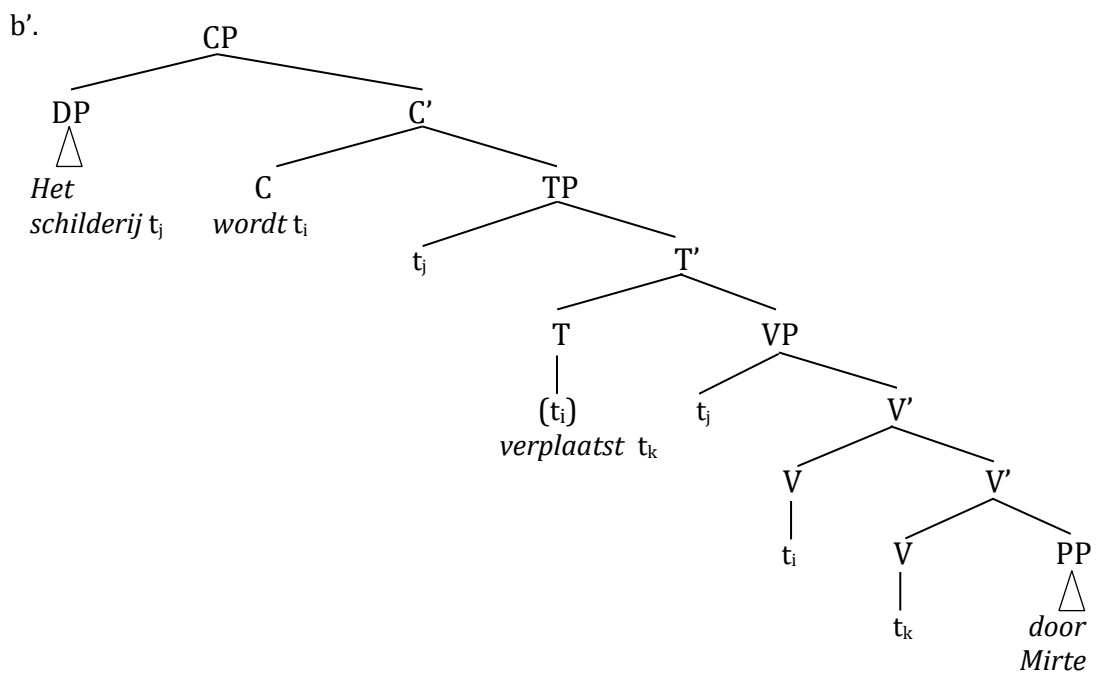 b’.
CP
DP
C’
Het
schilderij tⱼ
C
wordt tᵢ
TP
tⱼ
T’
T
VP
(tᵢ)
verplaatst tₖ
tⱼ
V’
V
V’
tᵢ
V
PP
tₖ
door
Mirte